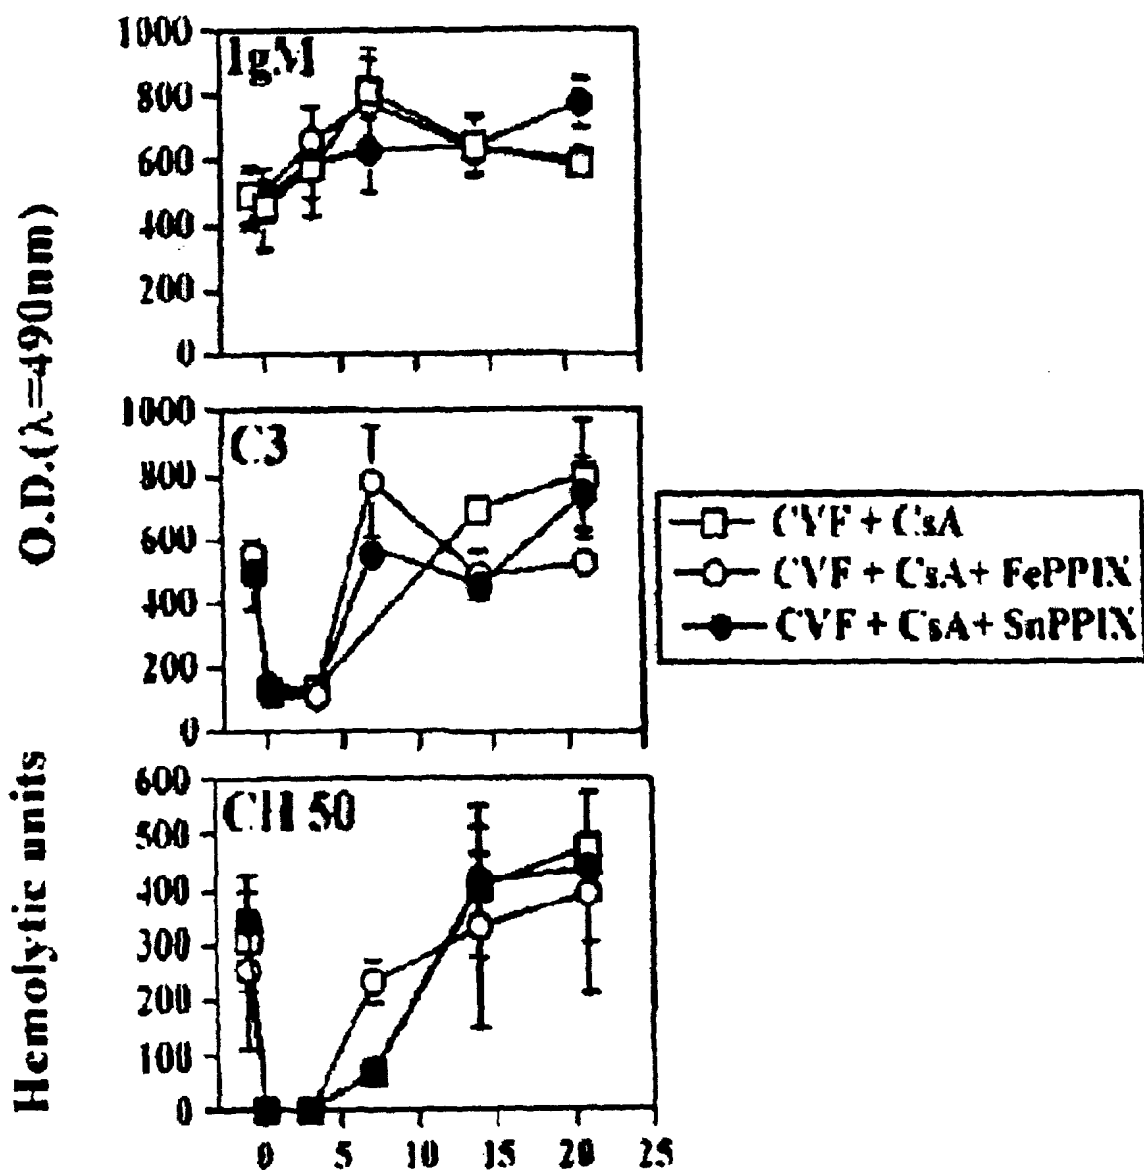 1000
IgM
800
600
400
200
0
O.D.(λ=490nm)
1000
C3
800
600
400
200
0
CVF + CsA
CVF + CsA+ FePPIX
CVF + CsA+ SnPPIX
600
CH 50
500
400
300
200
100
0
Hemolytic units
0 5 10 15 20 25